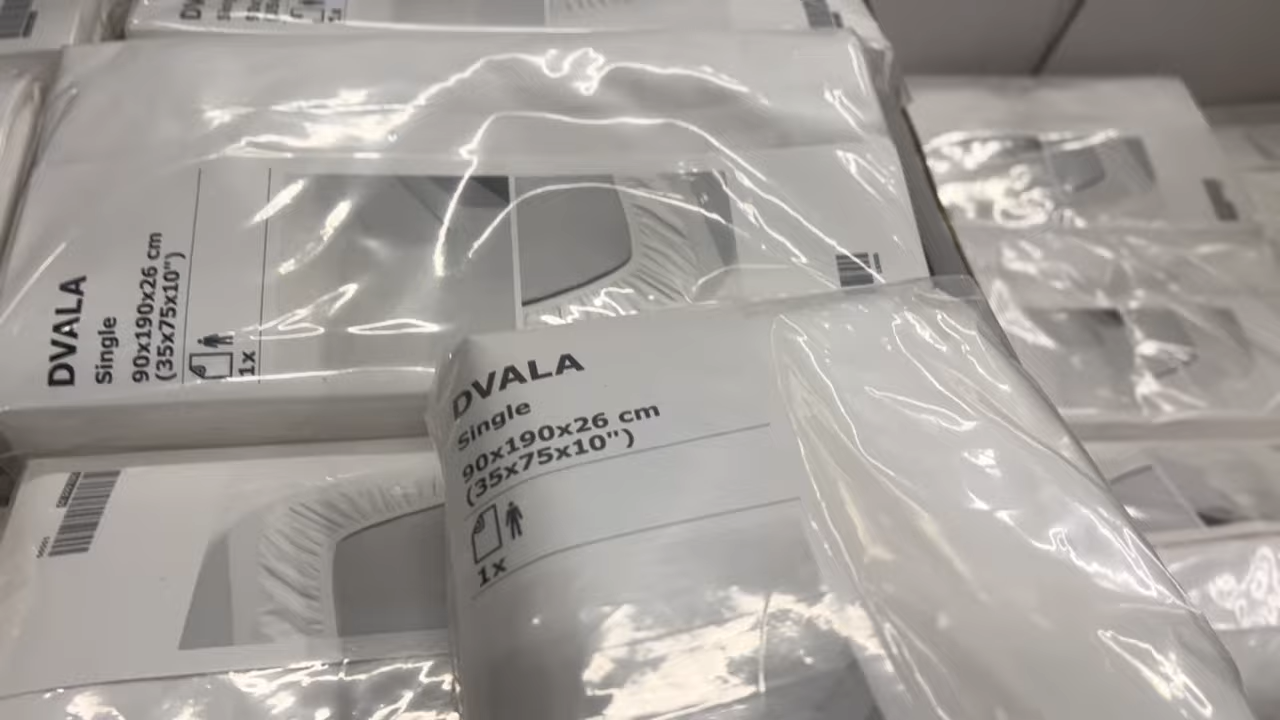 DVALA
Single
90x190x26 cm
(35x75x10")
1x
DVALA
Single
90x190x26 cm
(35x75x10")
1x